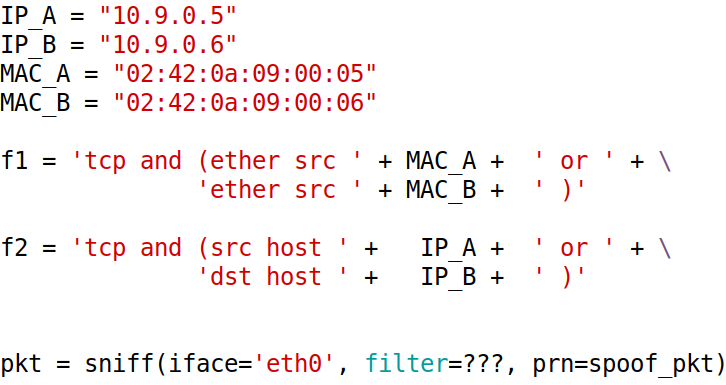 IP_A = "10.9.0.5"
IP_B = "10.9.0.6"
MAC_A = "02:42:0a:09:00:05"
MAC_B = "02:42:0a:09:00:06"
f1 = 'tcp and (ether src ' + MAC_A +  ' or ' + \
'ether src ' + MAC_B +  ' )'
f2 = 'tcp and (src host ' +   IP_A +  ' or ' + \
'dst host ' +   IP_B +  ' )'
pkt = sniff(iface='eth0', filter=???, prn=spoof_pkt)